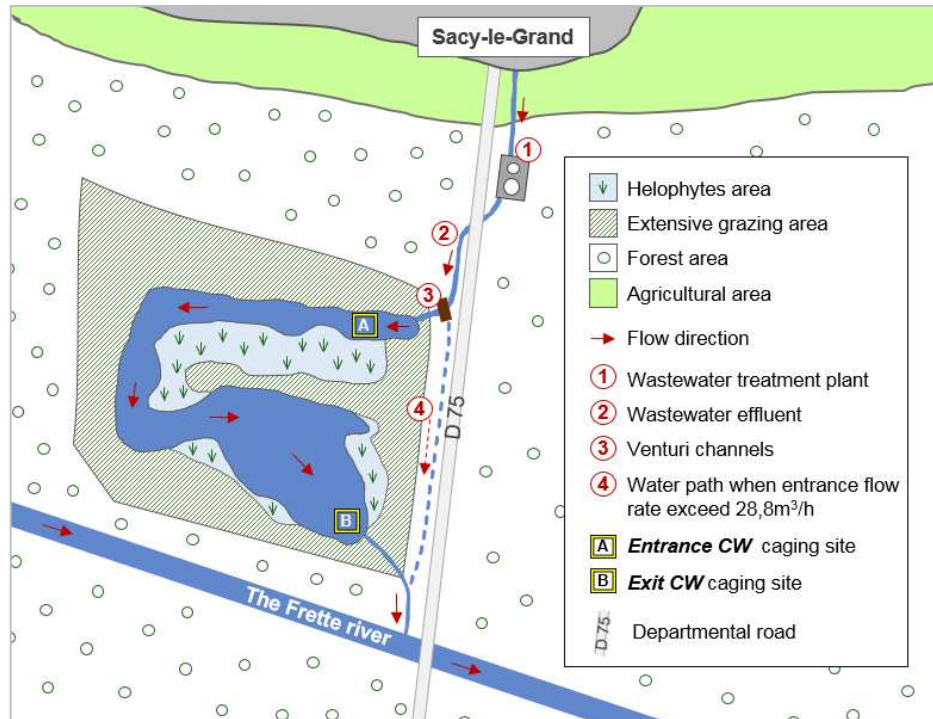 Sacy-le-Grand
1
2
3
A
4
D 75
B
The Frette river
Helophytes area
Extensive grazing area
Forest area
Agricultural area
Flow direction
1 Wastewater treatment plant
2 Wastewater effluent
3 Venturi channels
4 Water path when entrance flow
rate exceed 28,8m³/h
A Entrance CW caging site
B Exit CW caging site
D 75 Departmental road